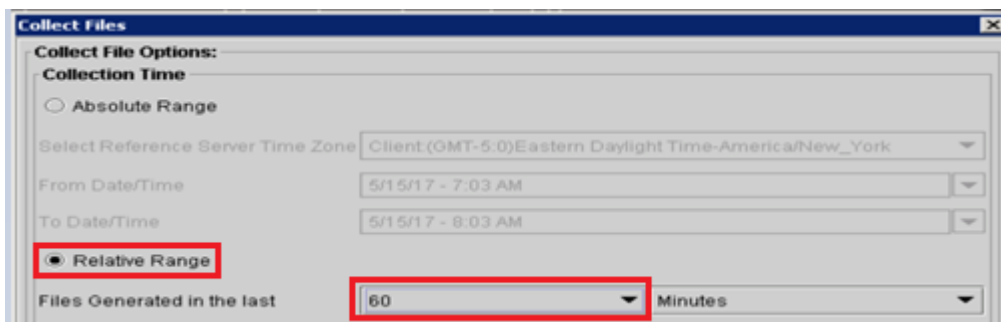 Collect Files
Collect File Options:
Collection Time
Absolute Range
Select Reference Server Time Zone Client:(GMT-5:0)Eastern Daylight Time-America/New_York
From Date/Time 5/15/17 - 7:03 AM
To Date/Time 5/15/17 - 8:03 AM
Relative Range
Files Generated in the last 60 Minutes